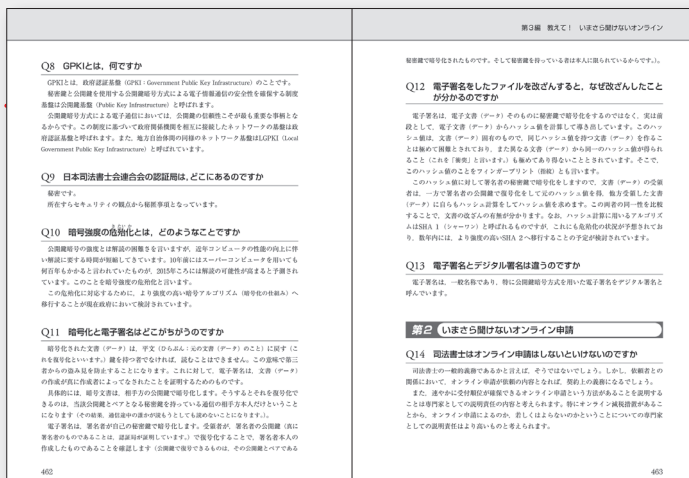 Q8 GPKIとは，何ですか
GPKIとは，政府認証基盤（GPKI：Government Public Key Infrastructure）のことです。
秘密鍵と公開鍵を使用する公開鍵暗号方式による電子情報通信の安全性を確保する制度
基盤は公開鍵基盤（Public Key Infrastructure）と呼ばれます。
公開鍵暗号方式による電子通信においては，公開鍵の信頼性こそが最も重要な事柄とな
るからです。この制度に基づいて政府関係機関を相互に接続したネットワークの基盤は政
府認証基盤と呼ばれます。また，地方自治体間の同様のネットワーク基盤はLGPKI（Local
Government Public Key Infrastructure）と呼ばれています。
Q9 日本司法書士会連合会の認証局は，どこにあるのですか
秘密です。
所在すらセキュリティの観点から秘匿事項となっています。
Q10 暗号強度の危殆化とは，どのようなことですか
きたいか
公開鍵暗号の強度とは解読の困難さを言いますが，近年コンピュータの性能の向上に伴
い解読に要する時間が短縮してきています。10年前にはスーパーコンピュータを用いても
何百年もかかると言われていたものが，2015年ころには解読の可能性が高まると予測され
ています。このことを暗号強度の危殆化と言います。
この危殆化に対応するために，より強度の高い暗号アルゴリズム（暗号化の仕組み）へ
移行することが現在政府において検討されています。
Q11 暗号化と電子署名はどこがちがうのですか
暗号化された文書（データ）は，平文（ひらぶん：元の文書（データ）のこと）に戻す（こ
れを復号化といいます。）鍵を持つ者でなければ，読むことはできません。この意味で第三
者からの盗み見を防止することになります。これに対して，電子署名は，文書（データ）
の作成が真に作成者によってなされたことを証明するためのものです。
具体的には，暗号文書は，相手方の公開鍵で暗号化します。そうするとそれを復号化で
きるのは，当該公開鍵とペアとなる秘密鍵を持っている通信の相手方本人だけということ
になります（その結果，通信途中の誰かが読もうとしても読めないことになります。）。
電子署名は，署名者が自己の秘密鍵で暗号化します。受領者が，署名者の公開鍵（真に
署名者のものであることは，認証局が証明しています。）で復号化することで，署名者本人の
作成したものであることを確認します（公開鍵で復号できるものは，その公開鍵とペアである
462
第3編 教えて！ いまさら聞けないオンライン
秘密鍵で暗号化されたものです。そして秘密鍵を持っている者は本人に限られているからです。）。
Q12 電子署名をしたファイルを改ざんすると，なぜ改ざんしたこと
が分かるのですか
電子署名は，電子文書（データ）そのものに秘密鍵で暗号化をするのではなく，実は前
段として，電子文書（データ）からハッシュ値を計算して導き出しています。このハッ
シュ値は，文書（データ）固有のもので，同じハッシュ値を持つ文書（データ）を作るこ
とは極めて困難とされており，また異なる文書（データ）から同一のハッシュ値が得られ
ること（これを「衝突」と言います。）も極めてあり得ないこととされています。そこで，
このハッシュ値のことをフィンガープリント（指紋）とも言います。
このハッシュ値に対して署名者の秘密鍵で暗号化をしますので，文書（データ）の受領
者は，一方で署名者の公開鍵で復号化をして元のハッシュ値を得，他方受領した文書
（データ）に自らもハッシュ計算をしてハッシュ値を求めます。この両者の同一性を比較
することで，文書の改ざんの有無が分かります。なお，ハッシュ計算に用いるアルゴリズ
ムはSHA 1（シャーワン）と呼ばれるものですが，これにも危殆化の状況が予想されてお
り，数年内には，より強度の高いSHA 2へ移行することの予定が検討されています。
Q13 電子署名とデジタル署名は違うのですか
電子署名は，一般名称であり，特に公開鍵暗号方式を用いた電子署名をデジタル署名と
呼んでいます。
第2 いまさら聞けないオンライン申請
Q14 司法書士はオンライン申請はしないといけないのですか
司法書士の一般的義務であるかと言えば，そうではないでしょう。しかし，依頼者との
関係において，オンライン申請が依頼の内容となれば，契約上の義務になるでしょう。
また，速やかに受付順位が確保できるオンライン申請という方法があることを説明する
ことは専門家としての説明責任の内容と考えられます。特にオンライン減税措置があるこ
とから，オンライン申請によるのか，若しくはよらないのかということについての専門家
としての説明責任はより高いものと考えられます。
463